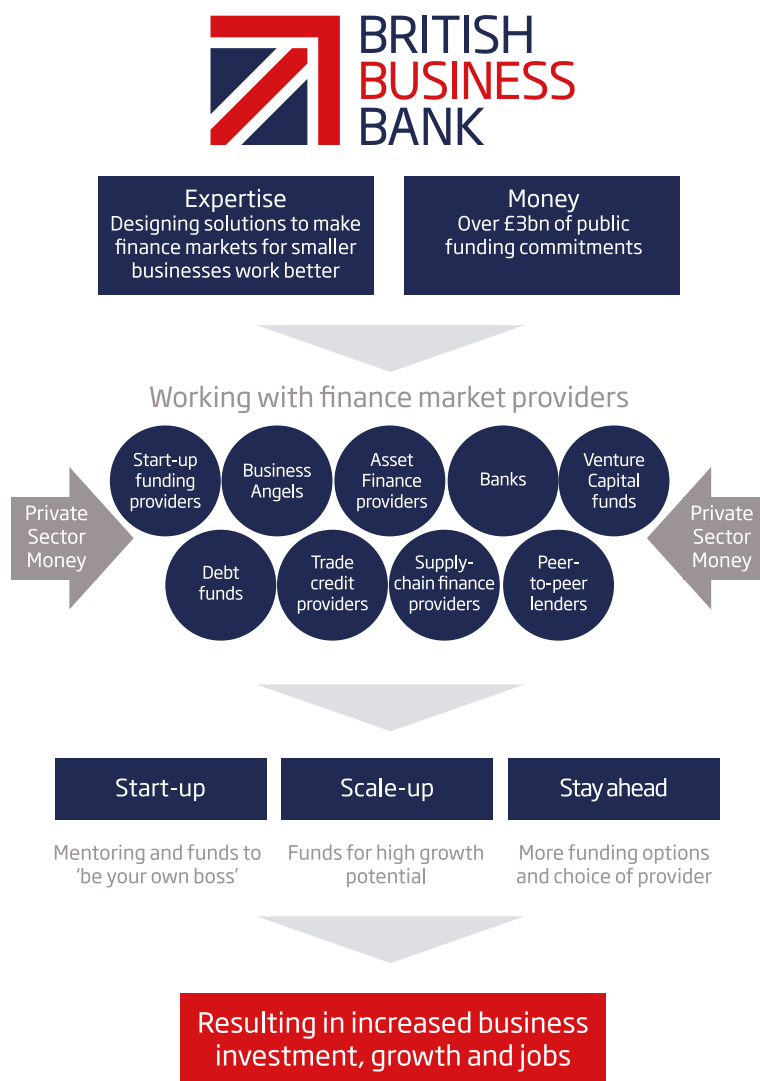 BRITISH
BUSINESS
BANK
Expertise
Designing solutions to make
finance markets for smaller
businesses work better
Money
Over £3bn of public
funding commitments
Working with finance market providers
Private
Sector
Money
Start-up
funding
providers
Business
Angels
Asset
Finance
providers
Banks
Venture
Capital
funds
Private
Sector
Money
Debt
funds
Trade
credit
providers
Supply-
chain finance
providers
Peer-
to-peer
lenders
Start-up
Mentoring and funds to
‘be your own boss’
Scale-up
Funds for high growth
potential
Stay ahead
More funding options
and choice of provider
Resulting in increased business
investment, growth and jobs